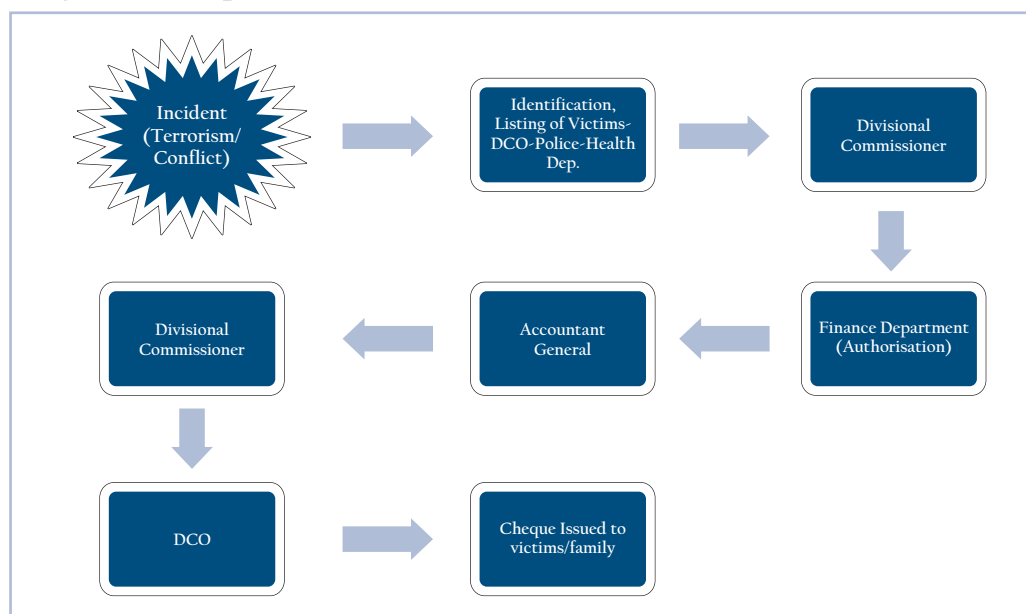 Incident
(Terrorism/
Conflict)
Identification,
Listing of Victims-
DCO-Police-Health
Dep.
Divisional
Commissioner
Divisional
Commissioner
Accountant
General
Finance Department
(Authorisation)
DCO
Cheque Issued to
victims/family